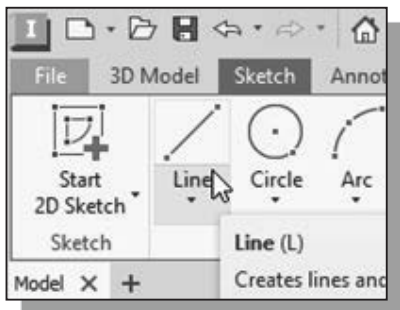 I
File 3D Model Sketch Annot
Start
2D Sketch
Line Circle Arc
Sketch
Line (L)
Model × +
Creates lines and